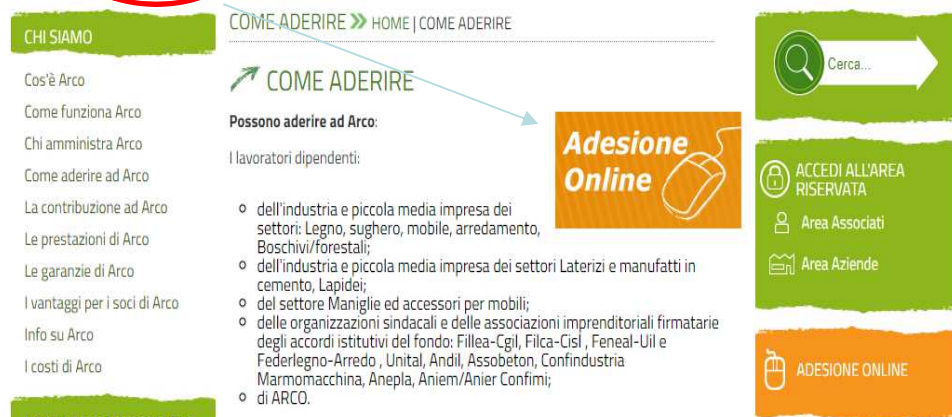 CHI SIAMO
Cos'è Arco
Come funziona Arco
Chi amministra Arco
Come aderire ad Arco
La contribuzione ad Arco
Le prestazioni di Arco
Le garanzie di Arco
I vantaggi per i soci di Arco
Info su Arco
I costi di Arco
COME ADERIRE » HOME | COME ADERIRE
COME ADERIRE
Possono aderire ad Arco:
I lavoratori dipendenti:
dell'industria e piccola media impresa dei
settori: Legno, sughero, mobile, arredamento,
Boschivi/forestali;
dell'industria e piccola media impresa dei settori Laterizi e manufatti in
cemento, Lapidei;
del settore Maniglie ed accessori per mobili;
delle organizzazioni sindacali e delle associazioni imprenditoriali firmatarie
degli accordi istitutivi del fondo: Fillea-Cgil, Filca-Cisl , Feneal-Uil e
Federlegno-Arredo , Unital, Andil, Assobeton, Confindustria
Marmomacchina, Anepla, Aniem/Anier Confimi;
di ARCO.
Adesione
Online
Cerca...
ACCEDI ALL'AREA
RISERVATA
Area Associati
Area Aziende
ADESIONE ONLINE